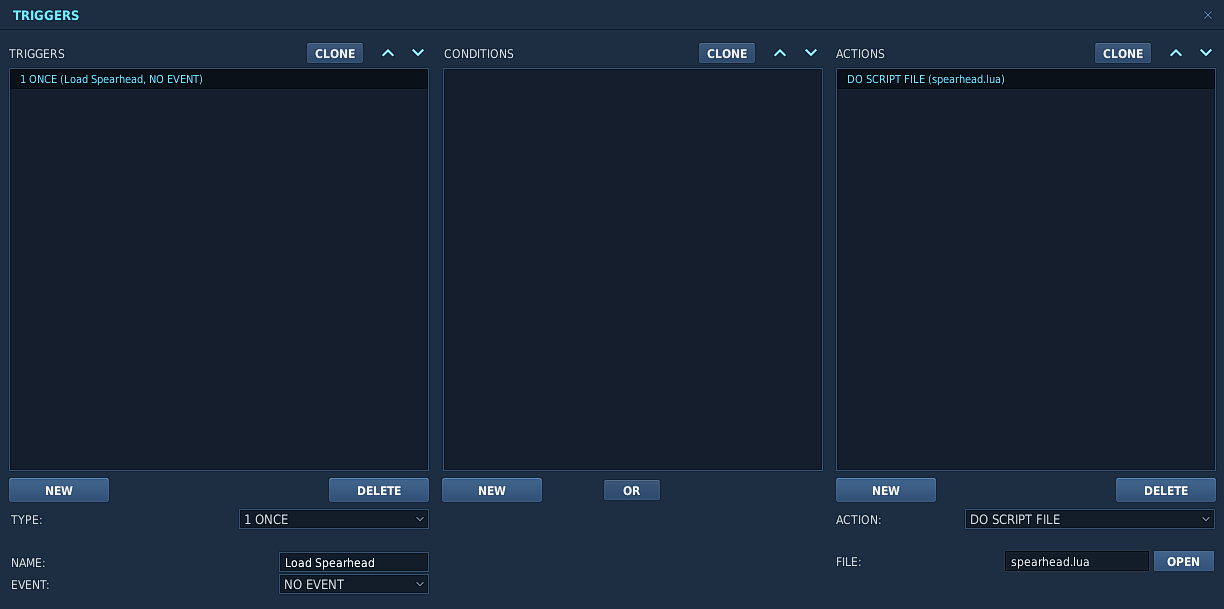 TRIGGERS
TRIGGERS CLONE CONDITIONS CLONE ACTIONS CLONE
1 ONCE (Load Spearhead, NO EVENT) DO SCRIPT FILE (spearhead.lua)
NEW DELETE NEW OR NEW DELETE
TYPE: 1 ONCE ACTION: DO SCRIPT FILE
NAME: Load Spearhead FILE: spearhead.lua OPEN
EVENT: NO EVENT